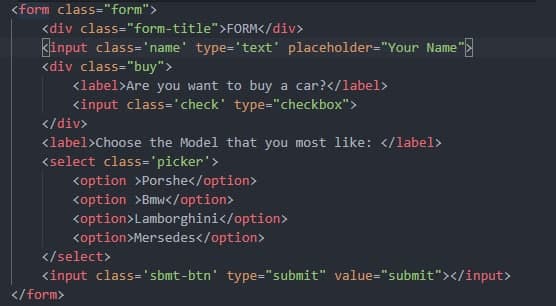 <form class="form">
<div class="form-title">FORM</div>
<input class='name' type='text' placeholder="Your Name">
<div class="buy">
<label>Are you want to buy a car?</label>
<input class='check' type="checkbox">
</div>
<label>Choose the Model that you most like: </label>
<select class='picker'>
<option >Porshe</option>
<option >Bmw</option>
<option>Lamborghini</option>
<option>Mersedes</option>
</select>
<input class='sbmt-btn' type="submit" value="submit"></input>
</form>